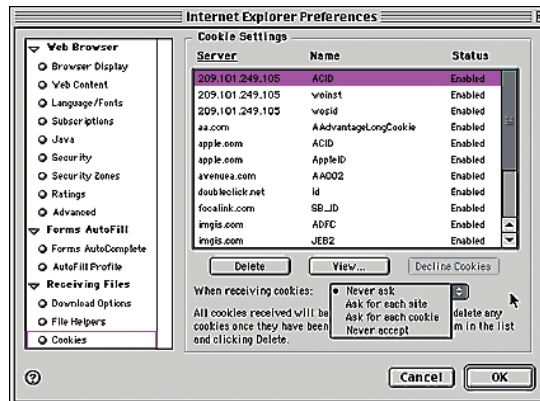 Internet Explorer Preferences
Web Browser
Browser Display
Web Content
Language/Fonts
Subscriptions
Java
Security
Security Zones
Ratings
Advanced
Forms AutoFill
Forms AutoComplete
AutoFill Profile
Receiving Files
Download Options
File Helpers
Cookies
Cookie Settings
Server Name Status
209.101.249.105 ACID Enabled
209.101.249.105 woinst Enabled
209.101.249.105 wosid Enabled
aa.com AAdvantageLongCookie Enabled
apple.com ACID Enabled
apple.com AppleID Enabled
avenuea.com AA002 Enabled
doubleclick.net id Enabled
focalink.com SB_ID Enabled
imgis.com ADFC Enabled
imgis.com JEB2 Enabled
Delete View... Decline Cookies
When receiving cookies:
Never ask
Ask for each site
Ask for each cookie
Never accept
All cookies received will be delete any
cookies once they have been m in the list
and clicking Delete.
Cancel OK